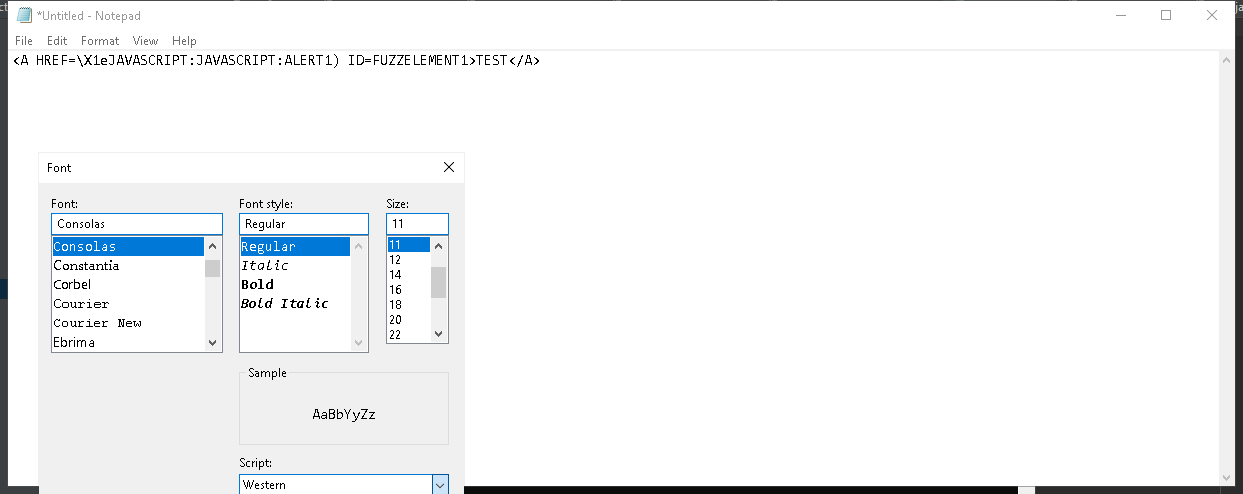 *Untitled - Notepad
File Edit Format View Help
<A HREF=\X1eJAVASCRIPT:JAVASCRIPT:ALERT1) ID=FUZZELEMENT1>TEST</A>
Font
Font: Font style: Size:
Consolas Regular 11
Consolas Regular 11
Constantia Italic 12
Corbel Bold 14
Courier Bold Italic 16
Courier New 18
Ebrima 20
22
Sample
AaBbYyZz
Script:
Western